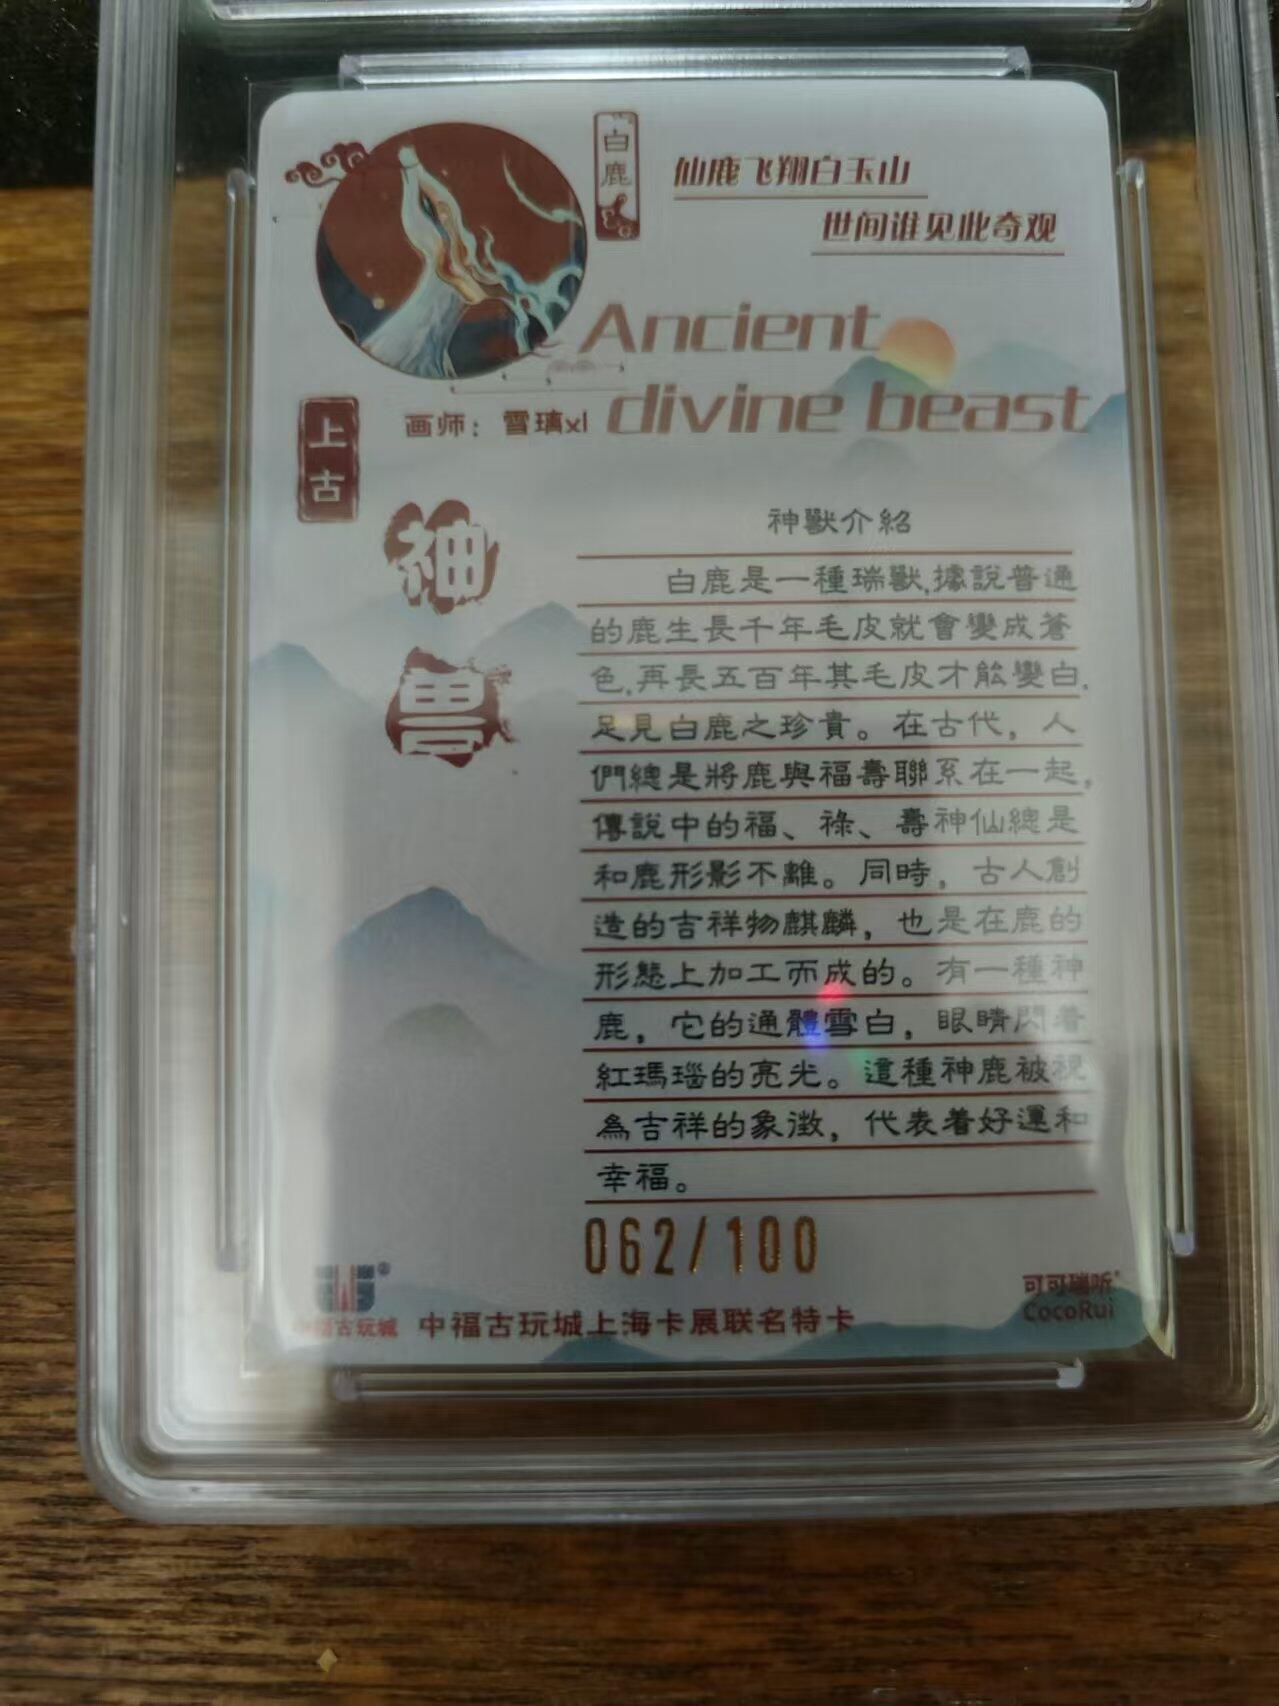 白鹿
仙鹿飞翔白玉山
世间谁见此奇观
Ancient
divine beast
画师：雪璃xl
上古
神兽
神獸介紹
白鹿是一種瑞獸,據說普通
的鹿生長千年毛皮就會變成蒼
色,再長五百年其毛皮才能變白,
足見白鹿之珍貴。在古代，人
們總是將鹿與福壽聯系在一起，
傳說中的福、祿、壽神仙總是
和鹿形影不離。同時，古人創
造的吉祥物麒麟，也是在鹿的
形態上加工而成的。有一種神
鹿，它的通體雪白，眼睛閃着
紅瑪瑙的亮光。這種神鹿被視
為吉祥的象徵，代表着好運和
幸福。
062/100
®
中福古玩城
中福古玩城上海卡展联名特卡
可可瑞昕
CocoRui